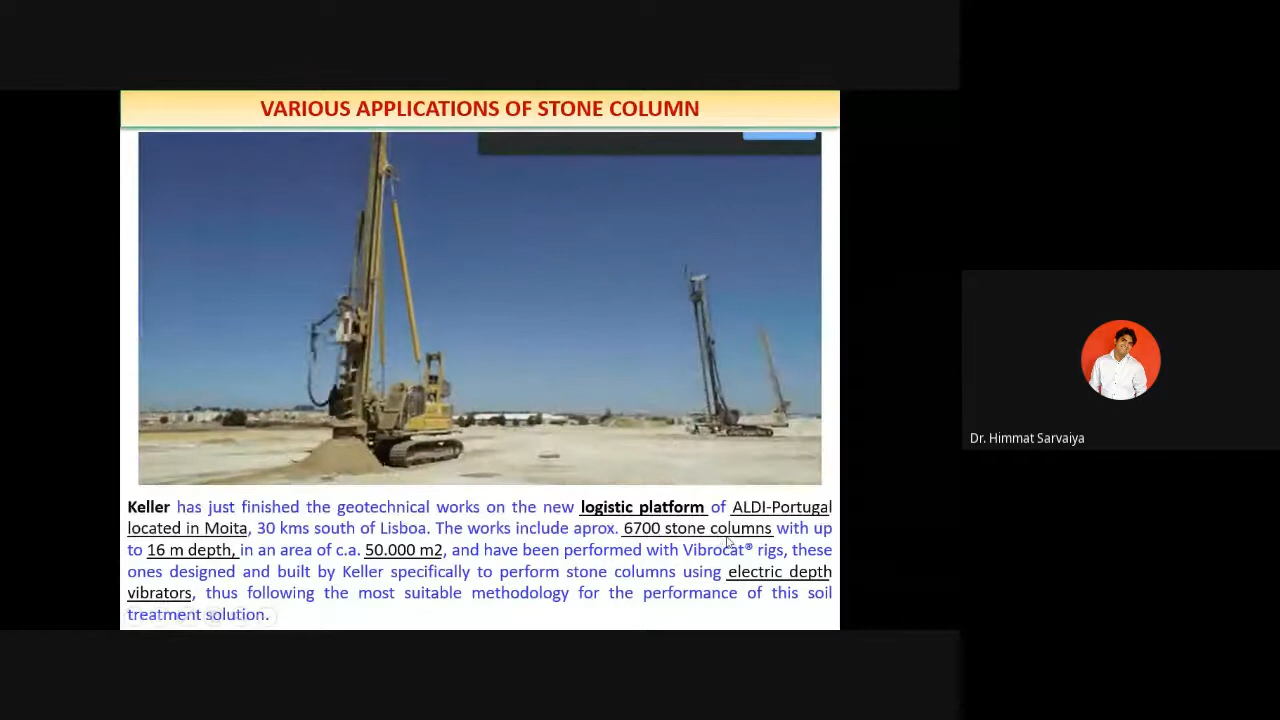 VARIOUS APPLICATIONS OF STONE COLUMN
Keller has just finished the geotechnical works on the new logistic platform of ALDI-Portugal
located in Moita, 30 kms south of Lisboa. The works include aprox. 6700 stone columns with up
to 16 m depth, in an area of c.a. 50.000 m2, and have been performed with Vibrocat® rigs, these
ones designed and built by Keller specifically to perform stone columns using electric depth
vibrators, thus following the most suitable methodology for the performance of this soil
treatment solution.
Dr. Himmat Sarvaiya